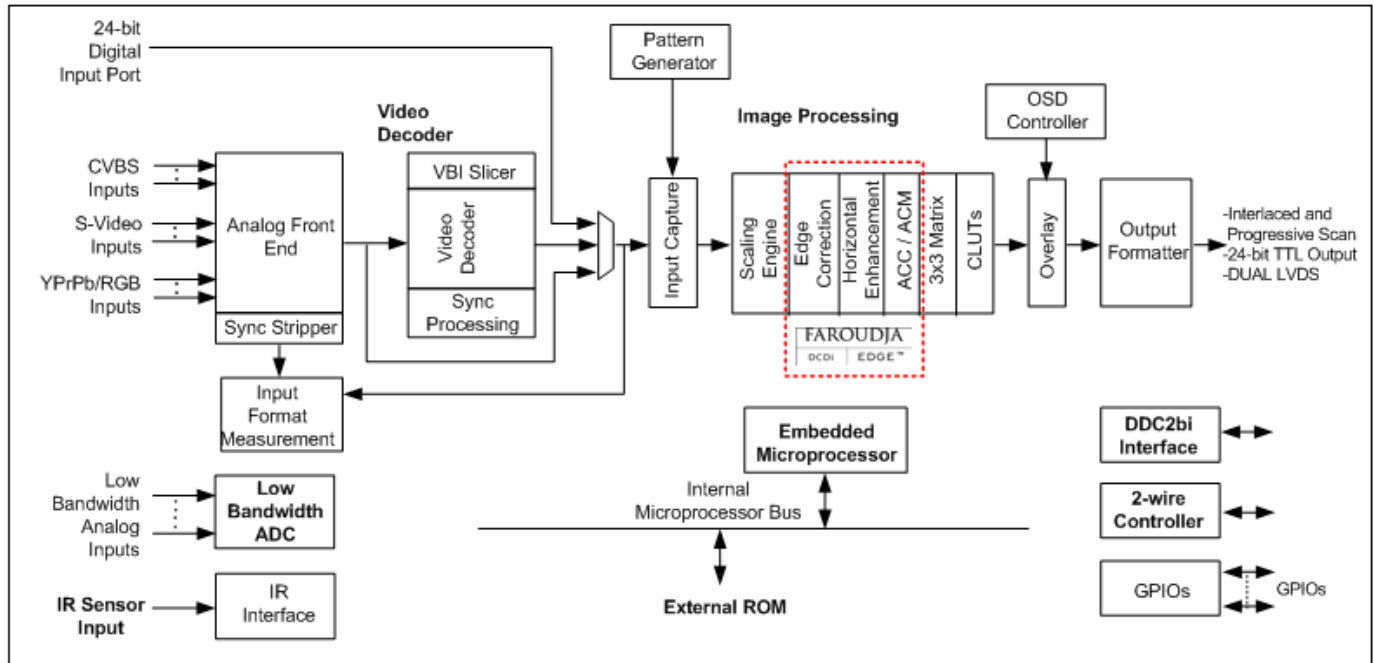 24-bit
Digital
Input Port
Pattern
Generator
Video
Decoder
Image Processing
OSD
Controller
CVBS
Inputs
S-Video
Inputs
YPrPb/RGB
Inputs
Analog Front
End
Sync Stripper
VBI Slicer
Video
Decoder
Sync
Processing
Input Capture
Scaling
Engine
Edge
Correction
Horizontal
Enhancement
ACC / ACM
3x3 Matrix
CLUTs
FAROUDJA
DCDi EDGE™
Overlay
Output
Formatter
-Interlaced and
Progressive Scan
-24-bit TTL Output
-DUAL LVDS
Input
Format
Measurement
Low
Bandwidth
Analog
Inputs
Low
Bandwidth
ADC
IR Sensor
Input
IR
Interface
Embedded
Microprocessor
Internal
Microprocessor Bus
External ROM
DDC2bi
Interface
2-wire
Controller
GPIOs
GPIOs